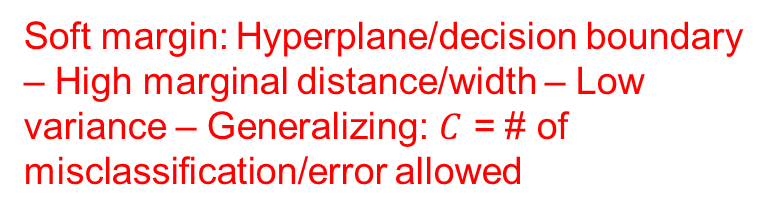 Soft margin: Hyperplane/decision boundary
– High marginal distance/width – Low
variance – Generalizing: 𝐶 = # of
misclassification/error allowed